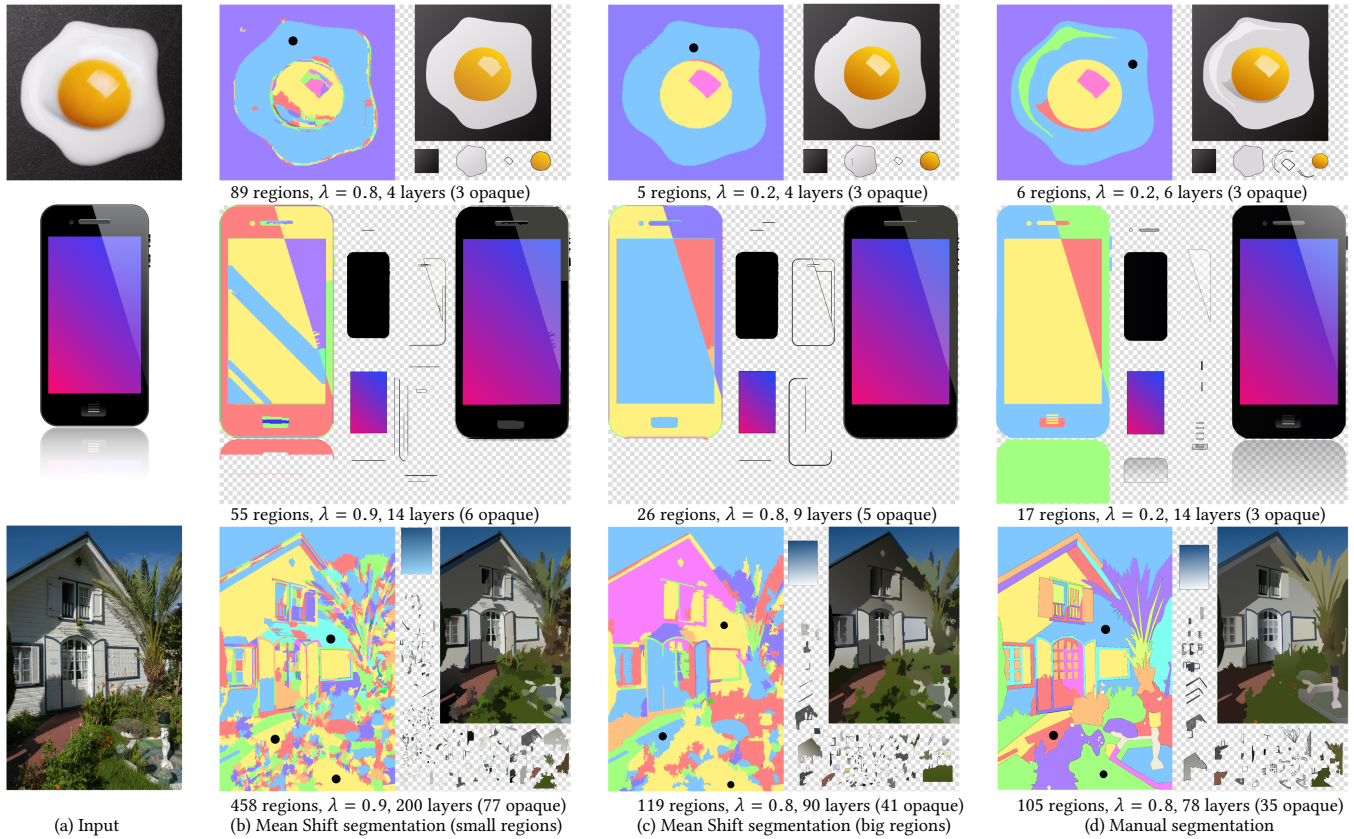 89 regions, λ = 0.8, 4 layers (3 opaque)
5 regions, λ = 0.2, 4 layers (3 opaque)
6 regions, λ = 0.2, 6 layers (3 opaque)
55 regions, λ = 0.9, 14 layers (6 opaque)
26 regions, λ = 0.8, 9 layers (5 opaque)
17 regions, λ = 0.2, 14 layers (3 opaque)
458 regions, λ = 0.9, 200 layers (77 opaque)
119 regions, λ = 0.8, 90 layers (41 opaque)
105 regions, λ = 0.8, 78 layers (35 opaque)
(a) Input
(b) Mean Shift segmentation (small regions)
(c) Mean Shift segmentation (big regions)
(d) Manual segmentation